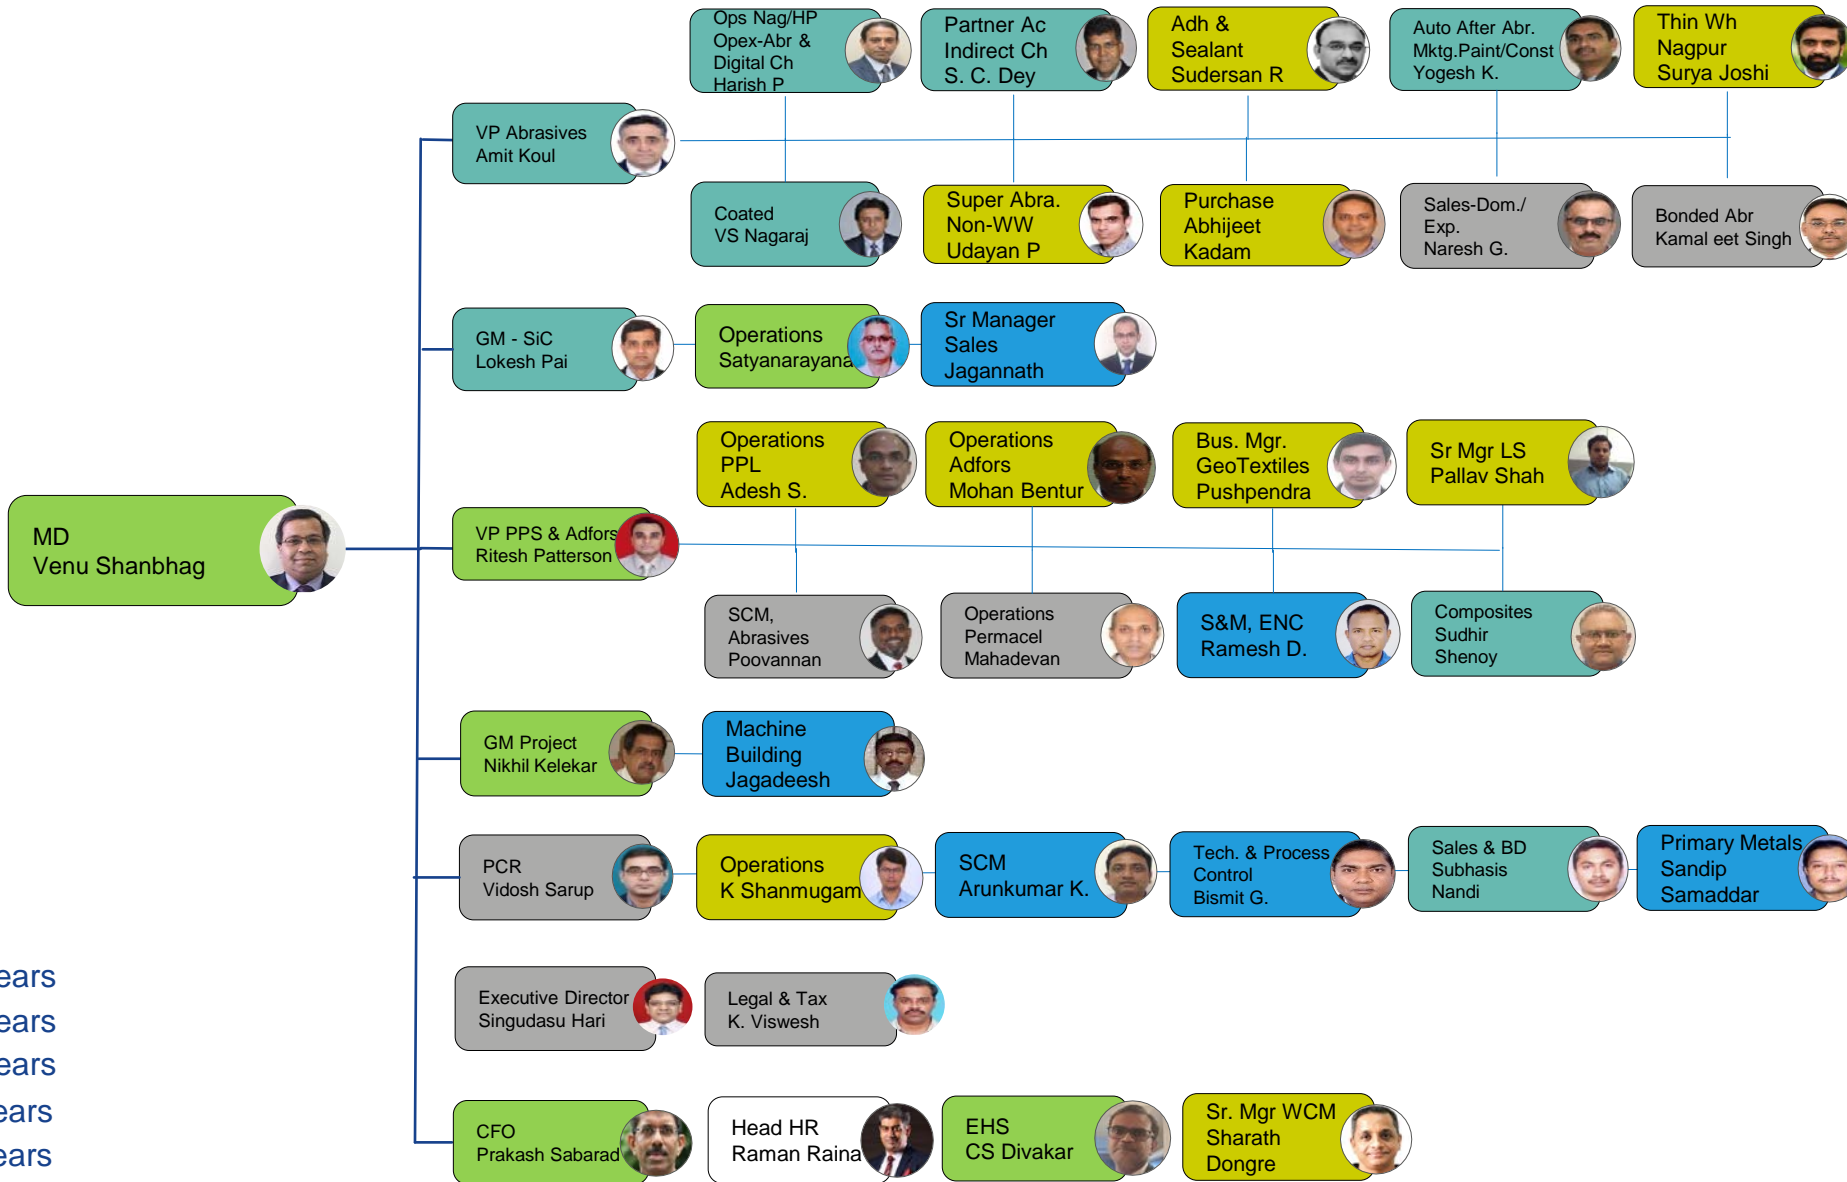 Ops Nag/HP
Opex-Abr &
Digital Ch
Harish P
Partner Ac
Indirect Ch
S. C. Dey
Adh &
Sealant
Sudersan R
Auto After Abr.
Mktg.Paint/Const
Yogesh K.
Thin Wh
Nagpur
Surya Joshi
VP Abrasives
Amit Koul
Coated
VS Nagaraj
Super Abra.
Non-WW
Udayan P
Purchase
Abhijeet
Kadam
Sales-Dom./
Exp.
Naresh G.
Bonded Abr
Kamal eet Singh
GM - SiC
Lokesh Pai
Operations
Satyanarayana
Sr Manager
Sales
Jagannath
Operations
PPL
Adesh S.
Operations
Adfors
Mohan Bentur
Bus. Mgr.
GeoTextiles
Pushpendra
Sr Mgr LS
Pallav Shah
MD
Venu Shanbhag
VP PPS & Adfors
Ritesh Patterson
SCM,
Abrasives
Poovannan
Operations
Permacel
Mahadevan
S&M, ENC
Ramesh D.
Composites
Sudhir
Shenoy
GM Project
Nikhil Kelekar
Machine
Building
Jagadeesh
PCR
Vidosh Sarup
Operations
K Shanmugam
SCM
Arunkumar K.
Tech. & Process
Control
Bismit G.
Sales & BD
Subhasis
Nandi
Primary Metals
Sandip
Samaddar
ears
ears
ears
ears
ears
Executive Director
Singudasu Hari
Legal & Tax
K. Viswesh
CFO
Prakash Sabarad
Head HR
Raman Raina
EHS
CS Divakar
Sr. Mgr WCM
Sharath
Dongre